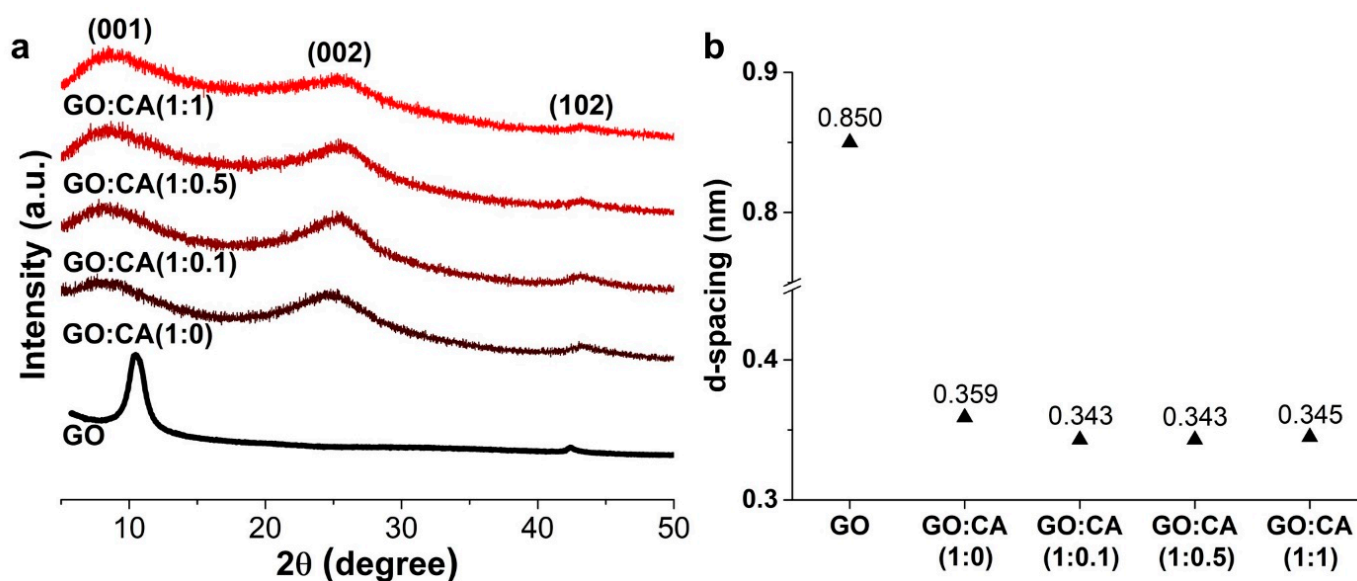 a
(001)
(002)
(102)
GO:CA(1:1)
GO:CA(1:0.5)
GO:CA(1:0.1)
GO:CA(1:0)
GO
Intensity (a.u.)
10
20
30
40
50
2θ (degree)
b
0.9
0.8
0.4
0.3
d-spacing (nm)
0.850
0.359
0.343
0.343
0.345
GO
GO:CA
(1:0)
GO:CA
(1:0.1)
GO:CA
(1:0.5)
GO:CA
(1:1)